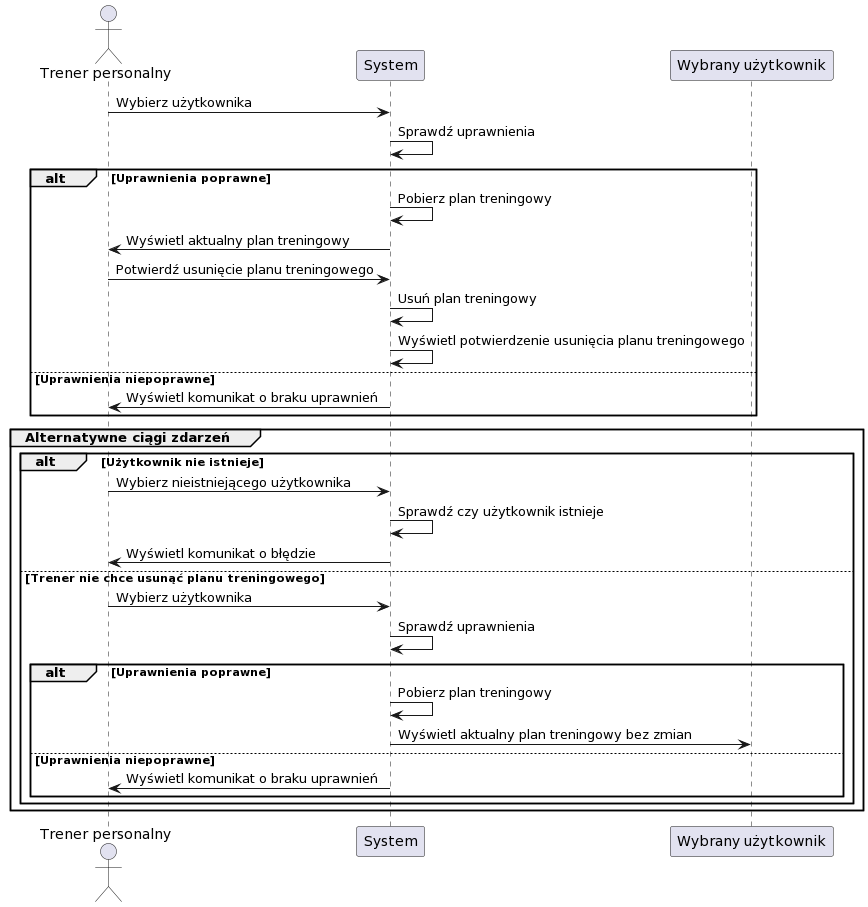 Trener personalny
System
Wybrany użytkownik
Wybierz użytkownika
Sprawdź uprawnienia
alt
[Uprawnienia poprawne]
Pobierz plan treningowy
Wyświetl aktualny plan treningowy
Potwierdź usunięcie planu treningowego
Usuń plan treningowy
Wyświetl potwierdzenie usunięcia planu treningowego
[Uprawnienia niepoprawne]
Wyświetl komunikat o braku uprawnień
Alternatywne ciągi zdarzeń
alt
[Użytkownik nie istnieje]
Wybierz nieistniejącego użytkownika
Sprawdź czy użytkownik istnieje
Wyświetl komunikat o błędzie
[Trener nie chce usunąć planu treningowego]
Wybierz użytkownika
Sprawdź uprawnienia
alt
[Uprawnienia poprawne]
Pobierz plan treningowy
Wyświetl aktualny plan treningowy bez zmian
[Uprawnienia niepoprawne]
Wyświetl komunikat o braku uprawnień
Trener personalny
System
Wybrany użytkownik